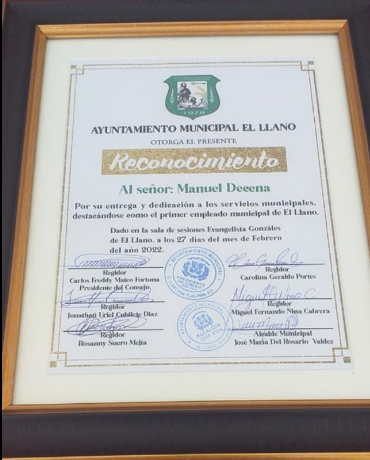 1978
AYUNTAMIENTO MUNICIPAL EL LLANO
OTORGA EL PRESENTE
Reconocimiento
Al señor: Manuel Decena
Por su entrega y dedicación a los servicios municipales,
destacándose como el primer empleado municipal de El Llano.
Dado en la sala de sesiones Evangelista Gonzáles
de El Llano, a los 27 días del mes de Febrero
del año 2022.
Regidor
Carlos Freddy Mateo Fortuna
Presidente del Consejo
Regidor
Carolina Geraldo Portes
Regidor
Jonathan Uriel Cubilete Díaz
Regidor
Miguel Fernando Nina Cabrera
Regidor
Rosanny Suero Mejía
Alcalde Municipal
José María Del Rosario Valdez